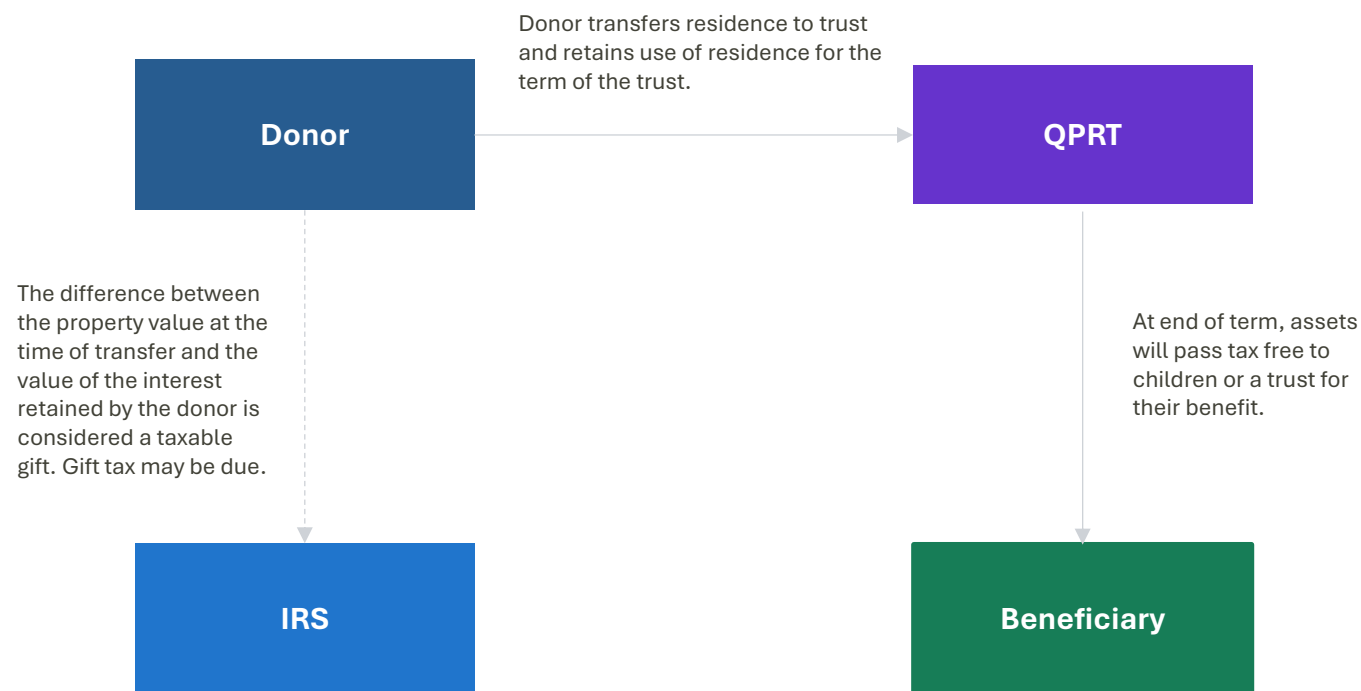 Donor transfers residence to trust
and retains use of residence for the
term of the trust.
Donor
QPRT
The difference between
the property value at the
time of transfer and the
value of the interest
retained by the donor is
considered a taxable
gift. Gift tax may be due.
At end of term, assets
will pass tax free to
children or a trust for
their benefit.
IRS
Beneficiary